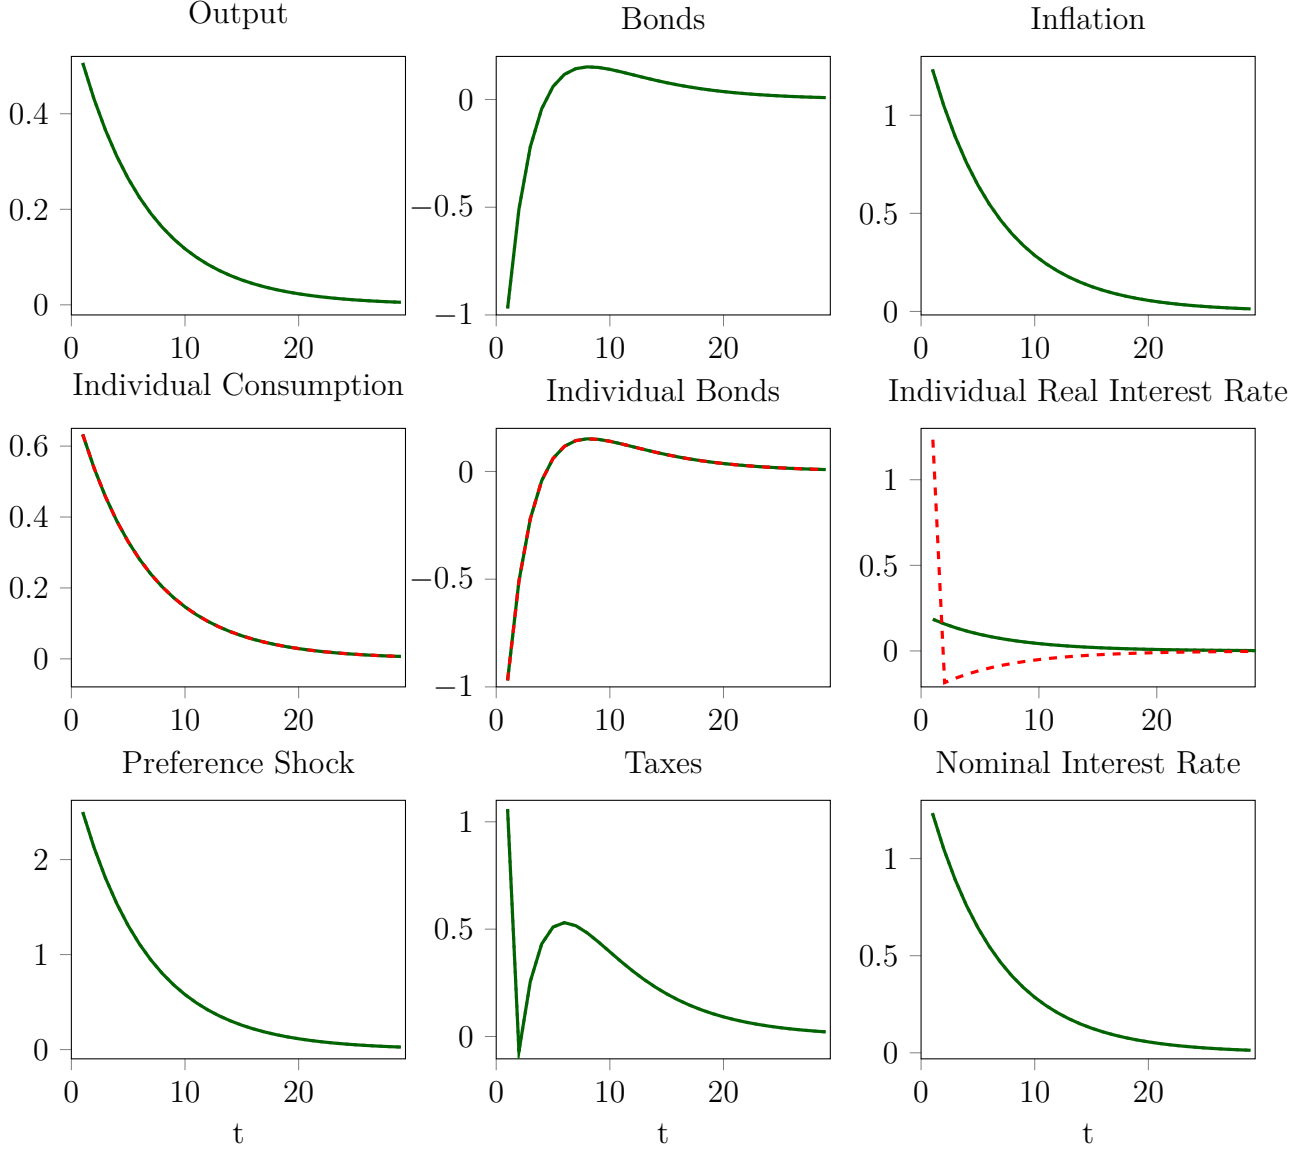 Output
Bonds
Inflation
0.4
0.2
0
0
−0.5
−1
1
0.5
0
0 10 20
0 10 20
0 10 20
Individual Consumption
Individual Bonds
Individual Real Interest Rate
0.6
0.4
0.2
0
0
−0.5
−1
1
0.5
0
0 10 20
0 10 20
0 10 20
Preference Shock
Taxes
Nominal Interest Rate
2
1
0
1
0.5
0
1
0.5
0
0 10 20
0 10 20
0 10 20
t
t
t